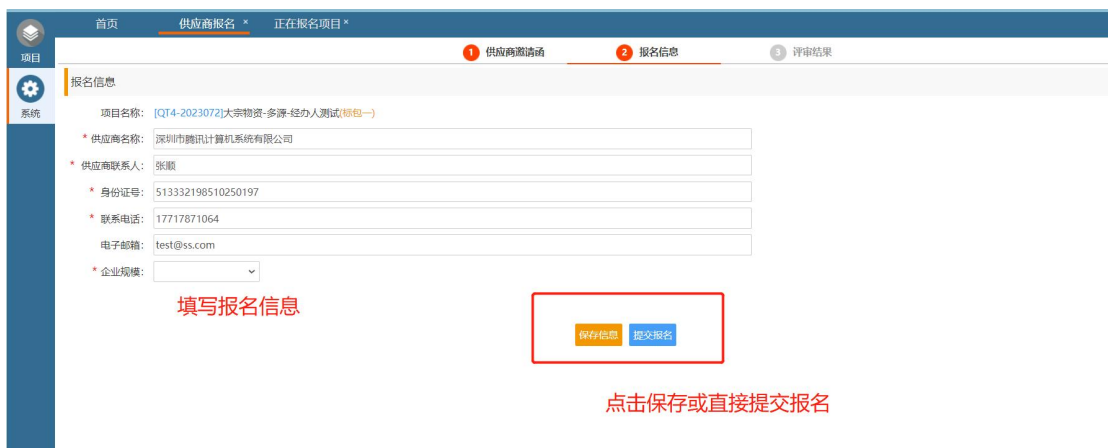 首页 供应商报名 × 正在报名项目 ×
项目
系统
1 供应商邀请函 2 报名信息 3 评审结果
报名信息
项目名称: [QT4-2023072]大宗物资-多源-经办人测试(标包一)
* 供应商名称: 深圳市腾讯计算机系统有限公司
* 供应商联系人: 张顺
* 身份证号: 513332198510250197
* 联系电话: 17717871064
电子邮箱: test@ss.com
* 企业规模:
填写报名信息
保存信息 提交报名
点击保存或直接提交报名